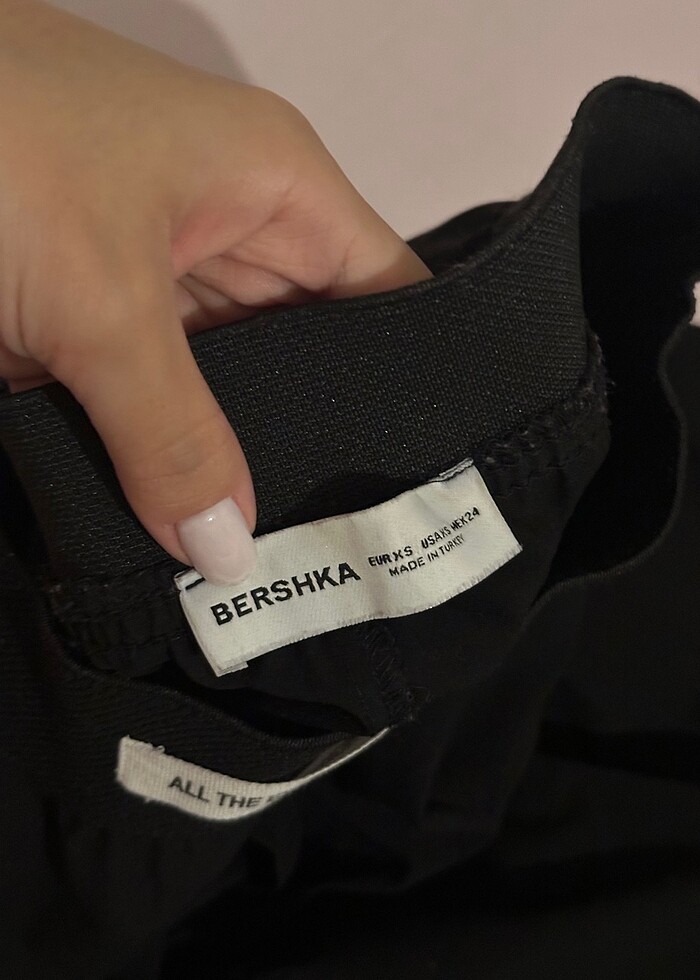 BERSHKA
EUR XS USA XS MEX 24
MADE IN TURKEY
ALL THE